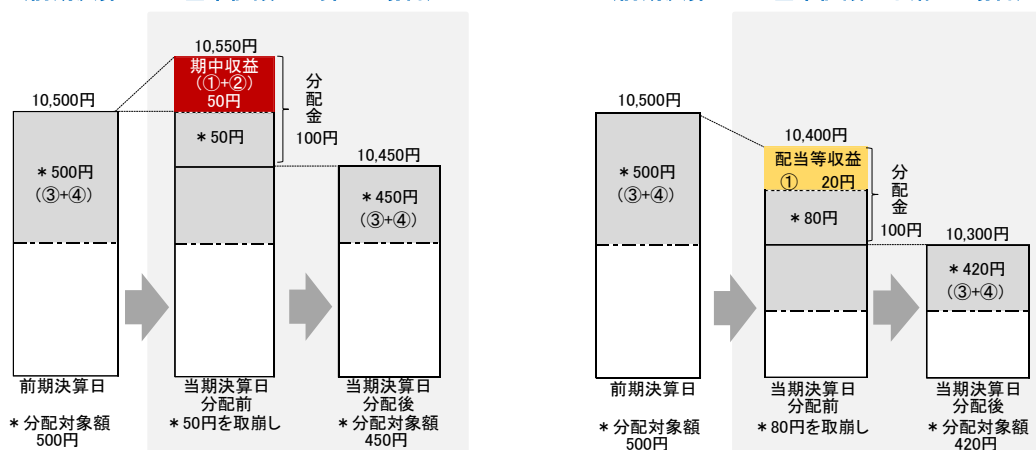 10,550円
期中収益
(①+②)
50円
10,500円
*50円
分配金
100円
10,450円
*500円
(③+④)
*450円
(③+④)
前期決算日
当期決算日
分配前
当期決算日
分配後
*分配対象額
500円
*50円を取崩し
*分配対象額
450円
10,500円
10,400円
配当等収益
① 20円
*500円
(③+④)
*80円
分配金
100円
10,300円
*420円
(③+④)
前期決算日
当期決算日
分配前
当期決算日
分配後
*分配対象額
500円
*80円を取崩し
*分配対象額
420円